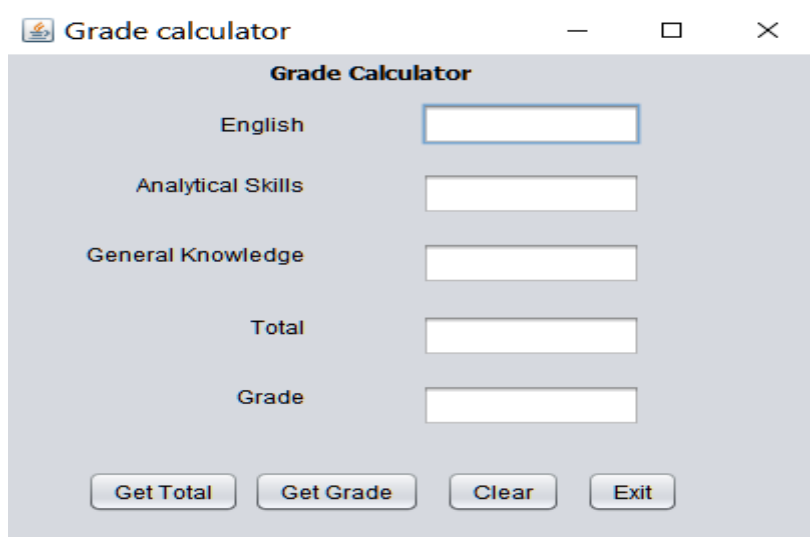 Grade calculator
Grade Calculator
English
Analytical Skills
General Knowledge
Total
Grade
Get Total Get Grade Clear Exit